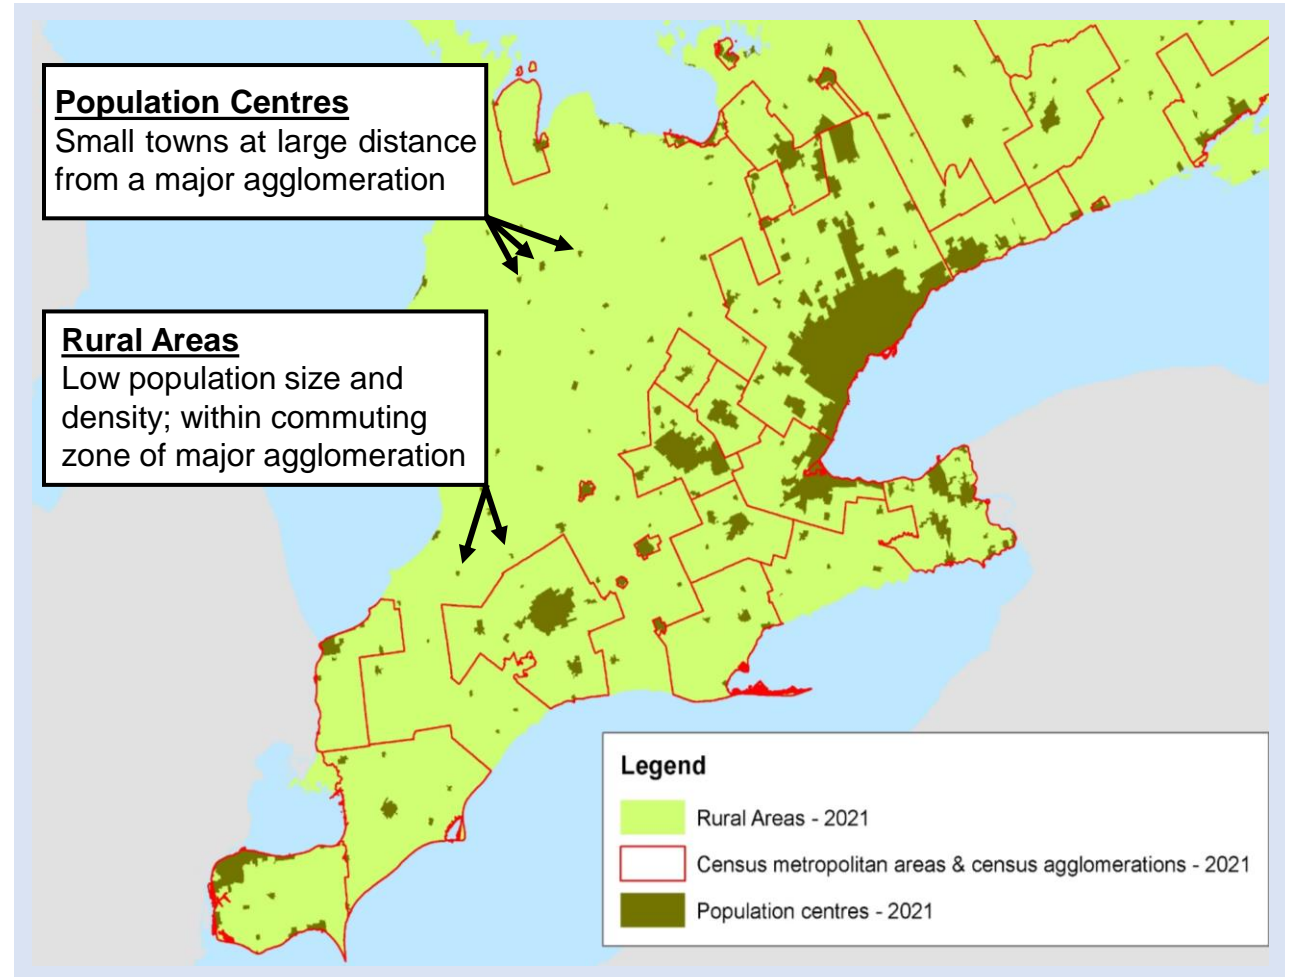 Population Centres
Small towns at large distance
from a major agglomeration
Rural Areas
Low population size and
density; within commuting
zone of major agglomeration
Legend
Rural Areas - 2021
Census metropolitan areas & census agglomerations - 2021
Population centres - 2021